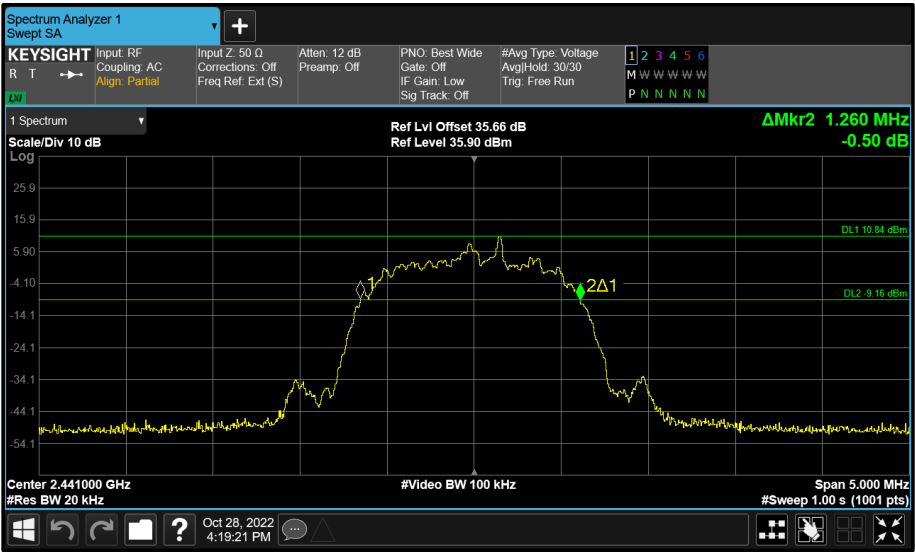 Spectrum Analyzer 1
Swept SA
+
KEYSIGHT
R T
LXI
Input: RF
Coupling: AC
Align: Partial
Input Z: 50 Ω
Corrections: Off
Freq Ref: Ext (S)
Atten: 12 dB
Preamp: Off
PNO: Best Wide
Gate: Off
IF Gain: Low
Sig Track: Off
#Avg Type: Voltage
Avg|Hold: 30/30
Trig: Free Run
1 2 3 4 5 6
M W W W W W
P N N N N N
1 Spectrum
Scale/Div 10 dB
Log
Ref Lvl Offset 35.66 dB
Ref Level 35.90 dBm
ΔMkr2 1.260 MHz
-0.50 dB
25.9
15.9
5.90
-4.10
-14.1
-24.1
-34.1
-44.1
-54.1
DL1 10.84 dBm
1
2Δ1
DL2 -9.16 dBm
Center 2.441000 GHz
#Res BW 20 kHz
#Video BW 100 kHz
Span 5.000 MHz
#Sweep 1.00 s (1001 pts)
?
Oct 28, 2022
4:19:21 PM